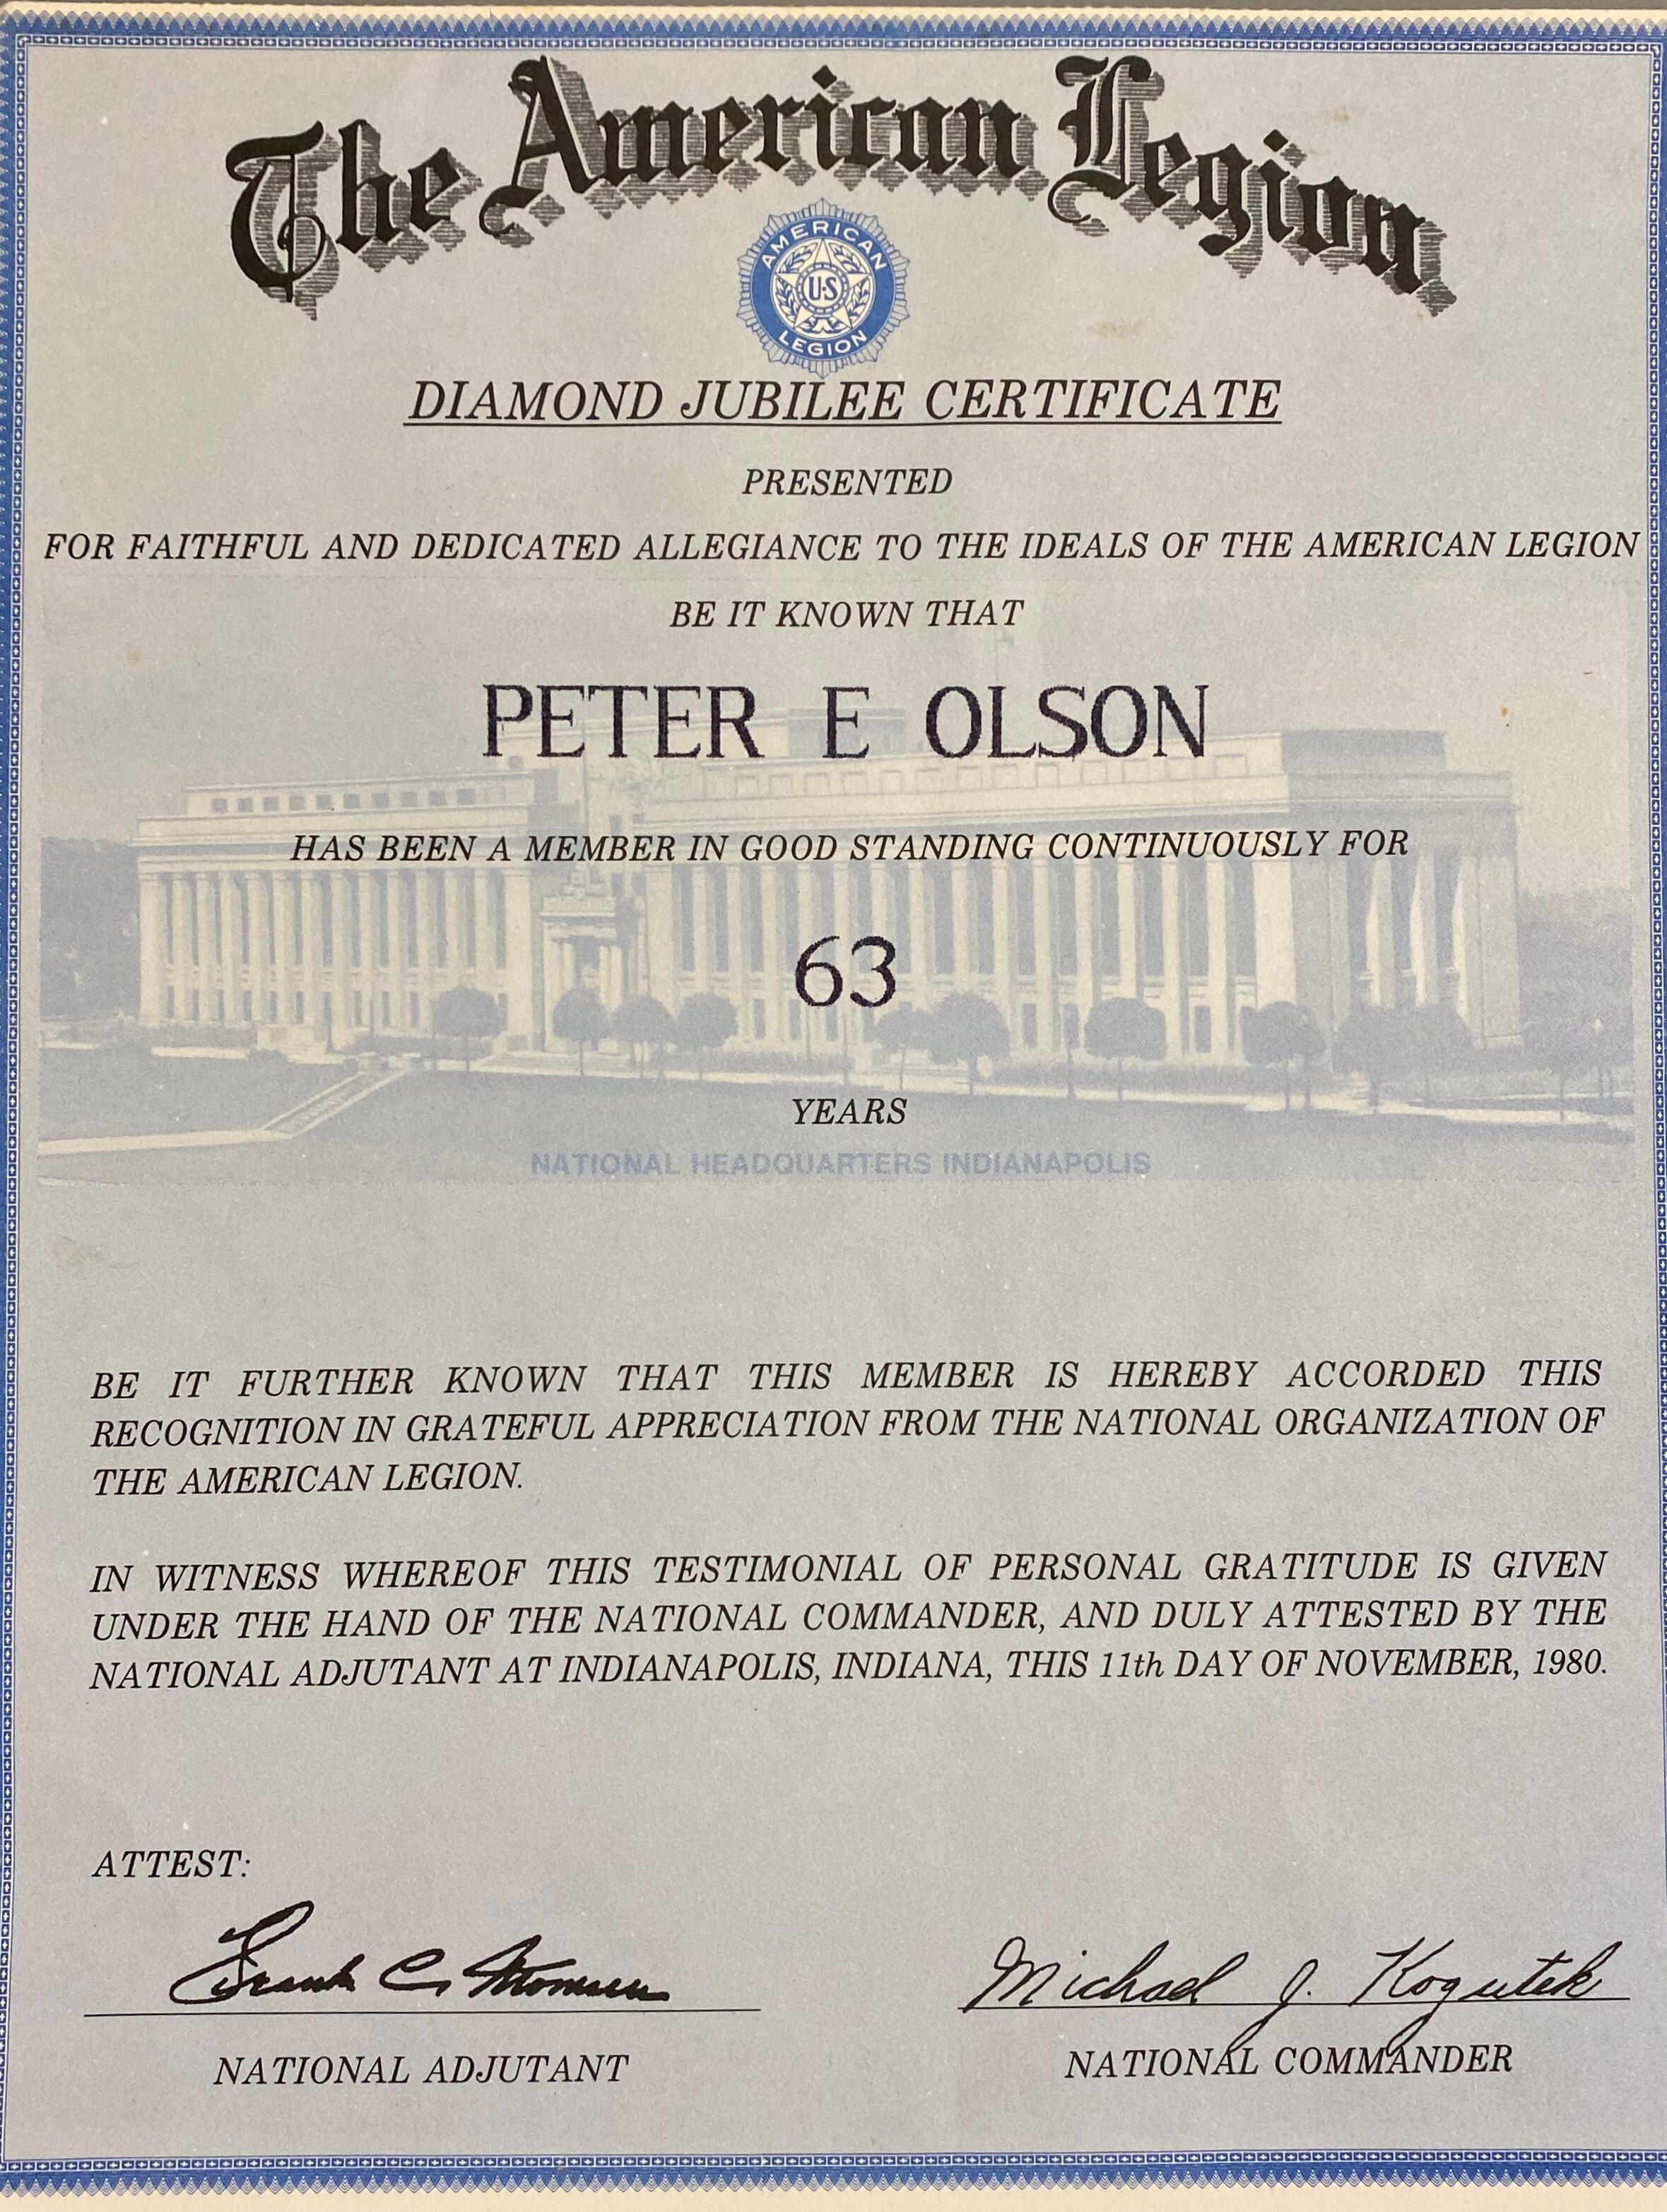 The American Legion
AMERICAN
U·S
LEGION
DIAMOND JUBILEE CERTIFICATE
PRESENTED
FOR FAITHFUL AND DEDICATED ALLEGIANCE TO THE IDEALS OF THE AMERICAN LEGION
BE IT KNOWN THAT
PETER E OLSON
HAS BEEN A MEMBER IN GOOD STANDING CONTINUOUSLY FOR
63
YEARS
NATIONAL HEADQUARTERS INDIANAPOLIS
BE IT FURTHER KNOWN THAT THIS MEMBER IS HEREBY ACCORDED THIS
RECOGNITION IN GRATEFUL APPRECIATION FROM THE NATIONAL ORGANIZATION OF
THE AMERICAN LEGION.
IN WITNESS WHEREOF THIS TESTIMONIAL OF PERSONAL GRATITUDE IS GIVEN
UNDER THE HAND OF THE NATIONAL COMMANDER, AND DULY ATTESTED BY THE
NATIONAL ADJUTANT AT INDIANAPOLIS, INDIANA, THIS 11th DAY OF NOVEMBER, 1980.
ATTEST:
Frank C. Momsen Michael J. Kogutek
NATIONAL ADJUTANT NATIONAL COMMANDER